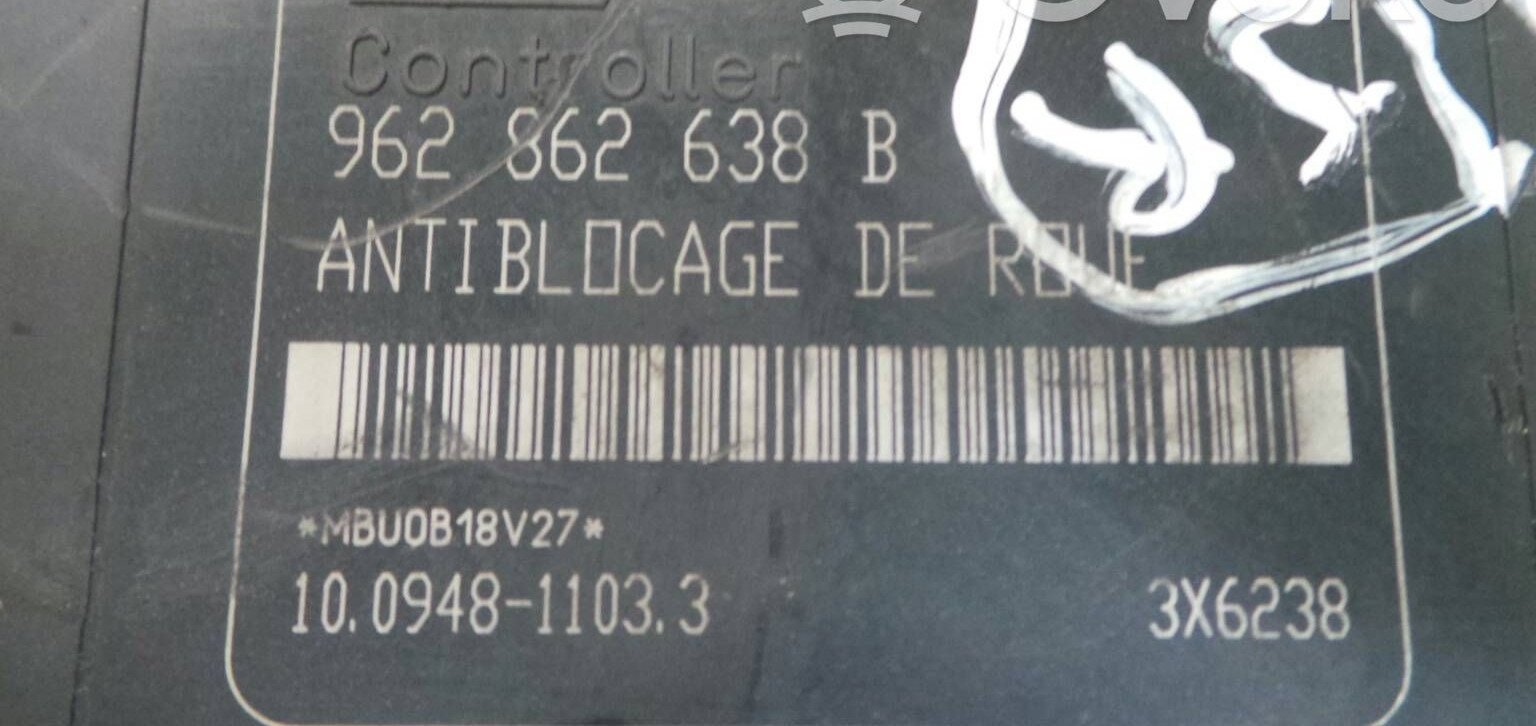 Controller
962 862 638 B
ANTIBLOCAGE DE ROUE
*MBU0B18V27*
10.0948-1103.3
3X6238